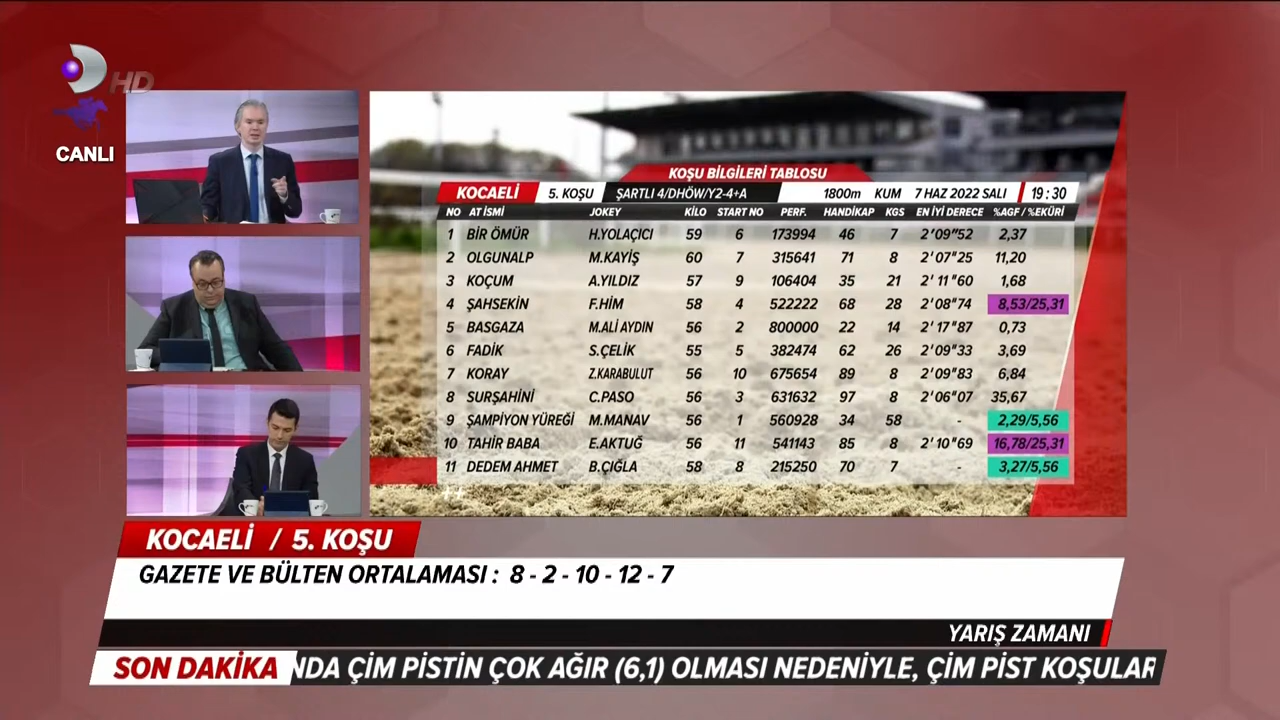 HD
CANLI
KOŞU BİLGİLERİ TABLOSU
KOCAELİ 5. KOŞU ŞARTLI 4/DHÖW/Y2-4+A 1800m KUM 7 HAZ 2022 SALI 19 : 30
NO AT İSMİ JOKEY KİLO START NO PERF. HANDİKAP KGS EN İYİ DERECE %AGF / %EKÜRİ
1 BİR ÖMÜR H.YOLAÇICI 59 6 173994 46 7 2'09"52 2,37
2 OLGUNALP M.KAYİŞ 60 7 315641 71 8 2'07"25 11,20
3 KOÇUM A.YILDIZ 57 9 106404 35 21 2'11"60 1,68
4 ŞAHSEKİN F.HİM 58 4 522222 68 28 2'08"74 8,53/25,31
5 BASGAZA M.ALİ AYDIN 56 2 800000 22 14 2'17"87 0,73
6 FADİK S.ÇELİK 55 5 382474 62 26 2'09"33 3,69
7 KORAY Z.KARABULUT 56 10 675654 89 8 2'09"83 6,84
8 SURŞAHİNİ C.PASO 56 3 631632 97 8 2'06"07 35,67
9 ŞAMPİYON YÜREĞİ M.MANAV 56 1 560928 34 58 - 2,29/5,56
10 TAHİR BABA E.AKTUĞ 56 11 541143 85 8 2'10"69 16,78/25,31
11 DEDEM AHMET B.ÇIĞLA 58 8 215250 70 7 - 3,27/5,56
KOCAELİ / 5. KOŞU
GAZETE VE BÜLTEN ORTALAMASI : 8 - 2 - 10 - 12 - 7
YARIŞ ZAMANI
SON DAKİKA NDA ÇİM PİSTİN ÇOK AĞIR (6,1) OLMASI NEDENİYLE, ÇİM PİST KOŞULAR